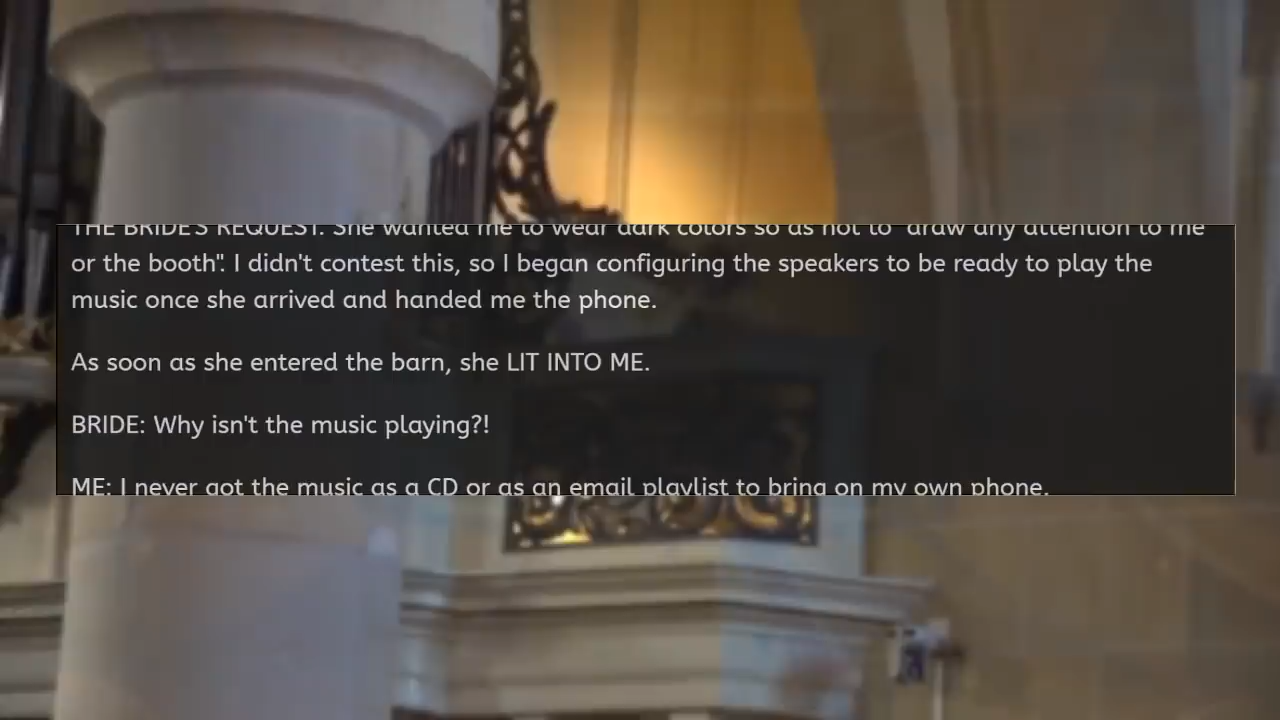 THE BRIDE'S REQUEST. She wanted me to wear dark colors so as not to "draw any attention to me
or the booth". I didn't contest this, so I began configuring the speakers to be ready to play the
music once she arrived and handed me the phone.
As soon as she entered the barn, she LIT INTO ME.
BRIDE: Why isn't the music playing?!
ME: I never got the music as a CD or as an email playlist to bring on my own phone.